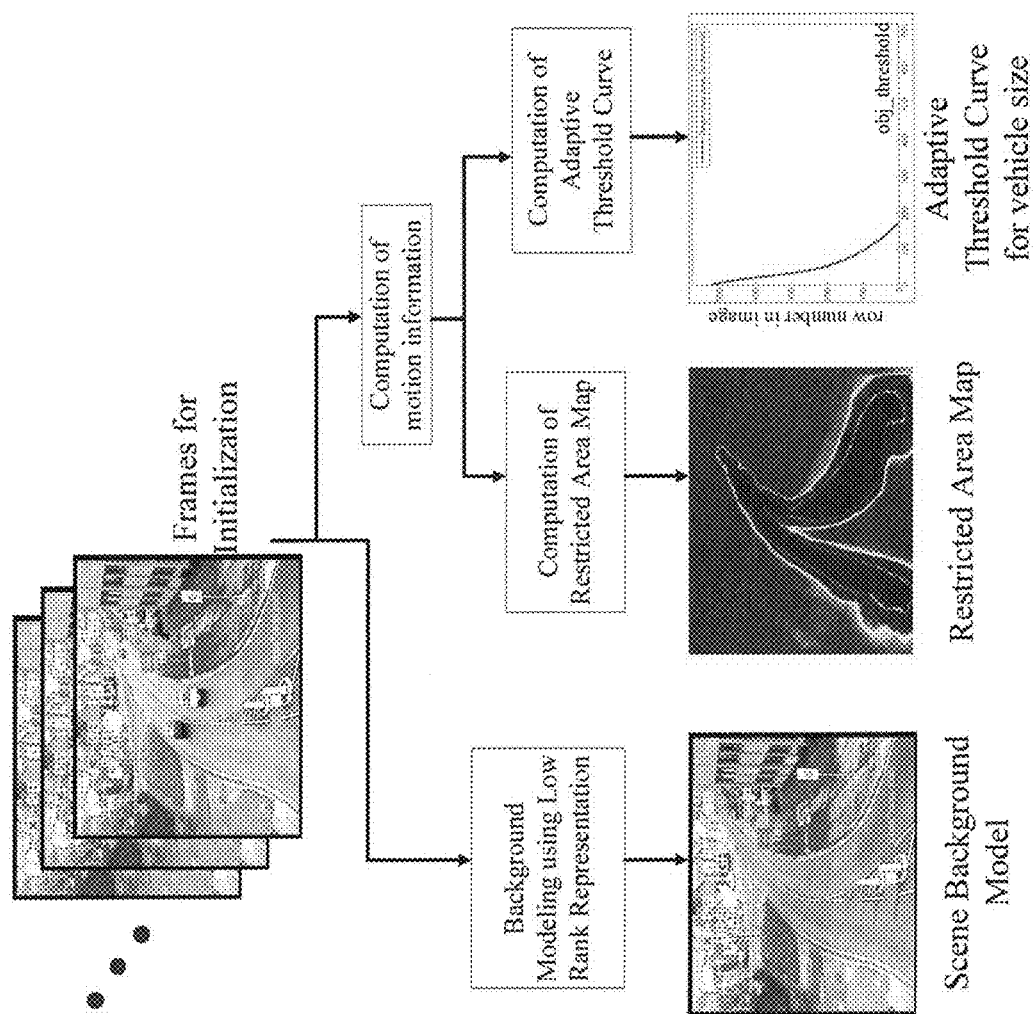 Frames for
Initialization
Computation of
motion information
Background
Modeling using Low
Rank Representation
Computation of
Restricted Area Map
Computation of
Adaptive
Threshold Curve
row number in image
obj_threshold
Scene Background
Model
Restricted Area Map
Adaptive
Threshold Curve
for vehicle size